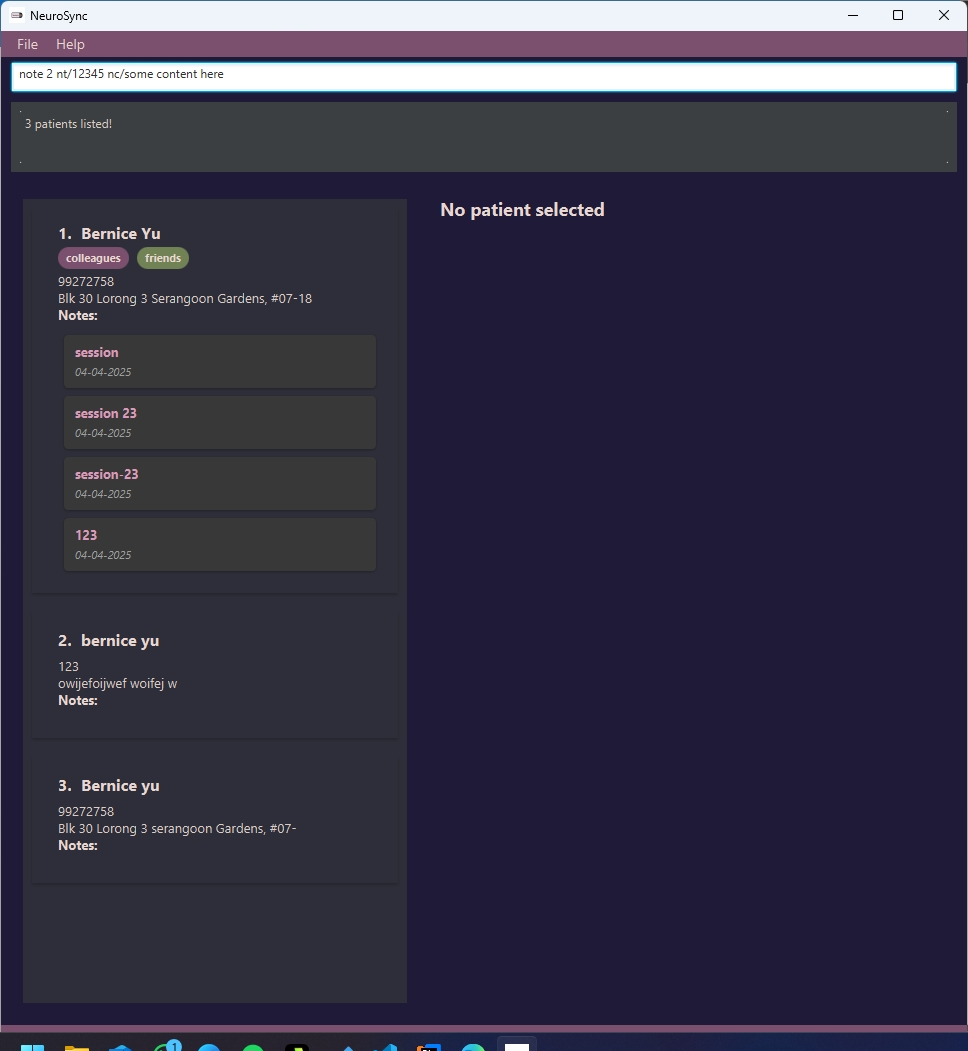 NeuroSync
File Help
note 2 nt/12345 nc/some content here
3 patients listed!
1. Bernice Yu
colleagues friends
99272758
Blk 30 Lorong 3 Serangoon Gardens, #07-18
Notes:
session
04-04-2025
session 23
04-04-2025
session-23
04-04-2025
123
04-04-2025
2. bernice yu
123
owijefoijwef woifej w
Notes:
3. Bernice yu
99272758
Blk 30 Lorong 3 serangoon Gardens, #07-
Notes:
No patient selected
1